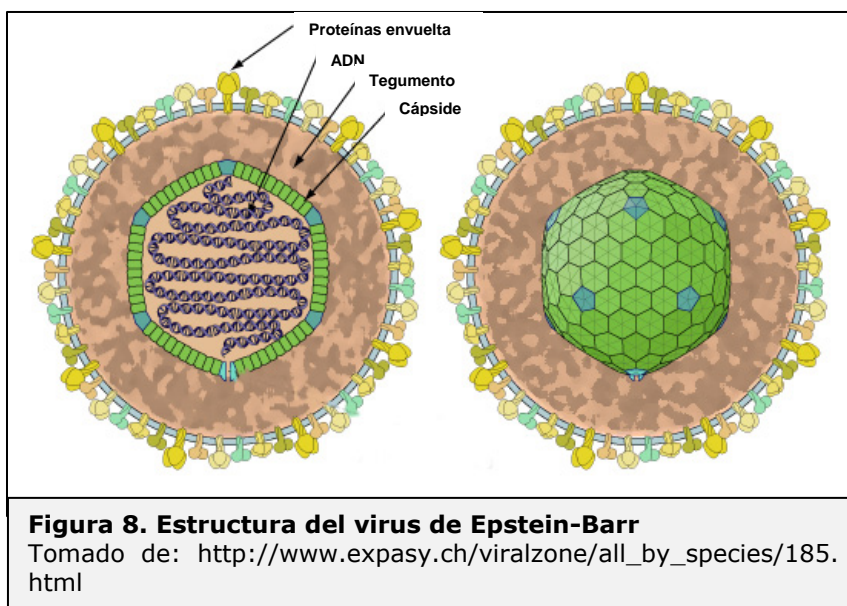 Proteínas envuelta
ADN
Tegumento
Cápside
Figura 8. Estructura del virus de Epstein-Barr
Tomado de: http://www.expasy.ch/viralzone/all_by_species/185.
html